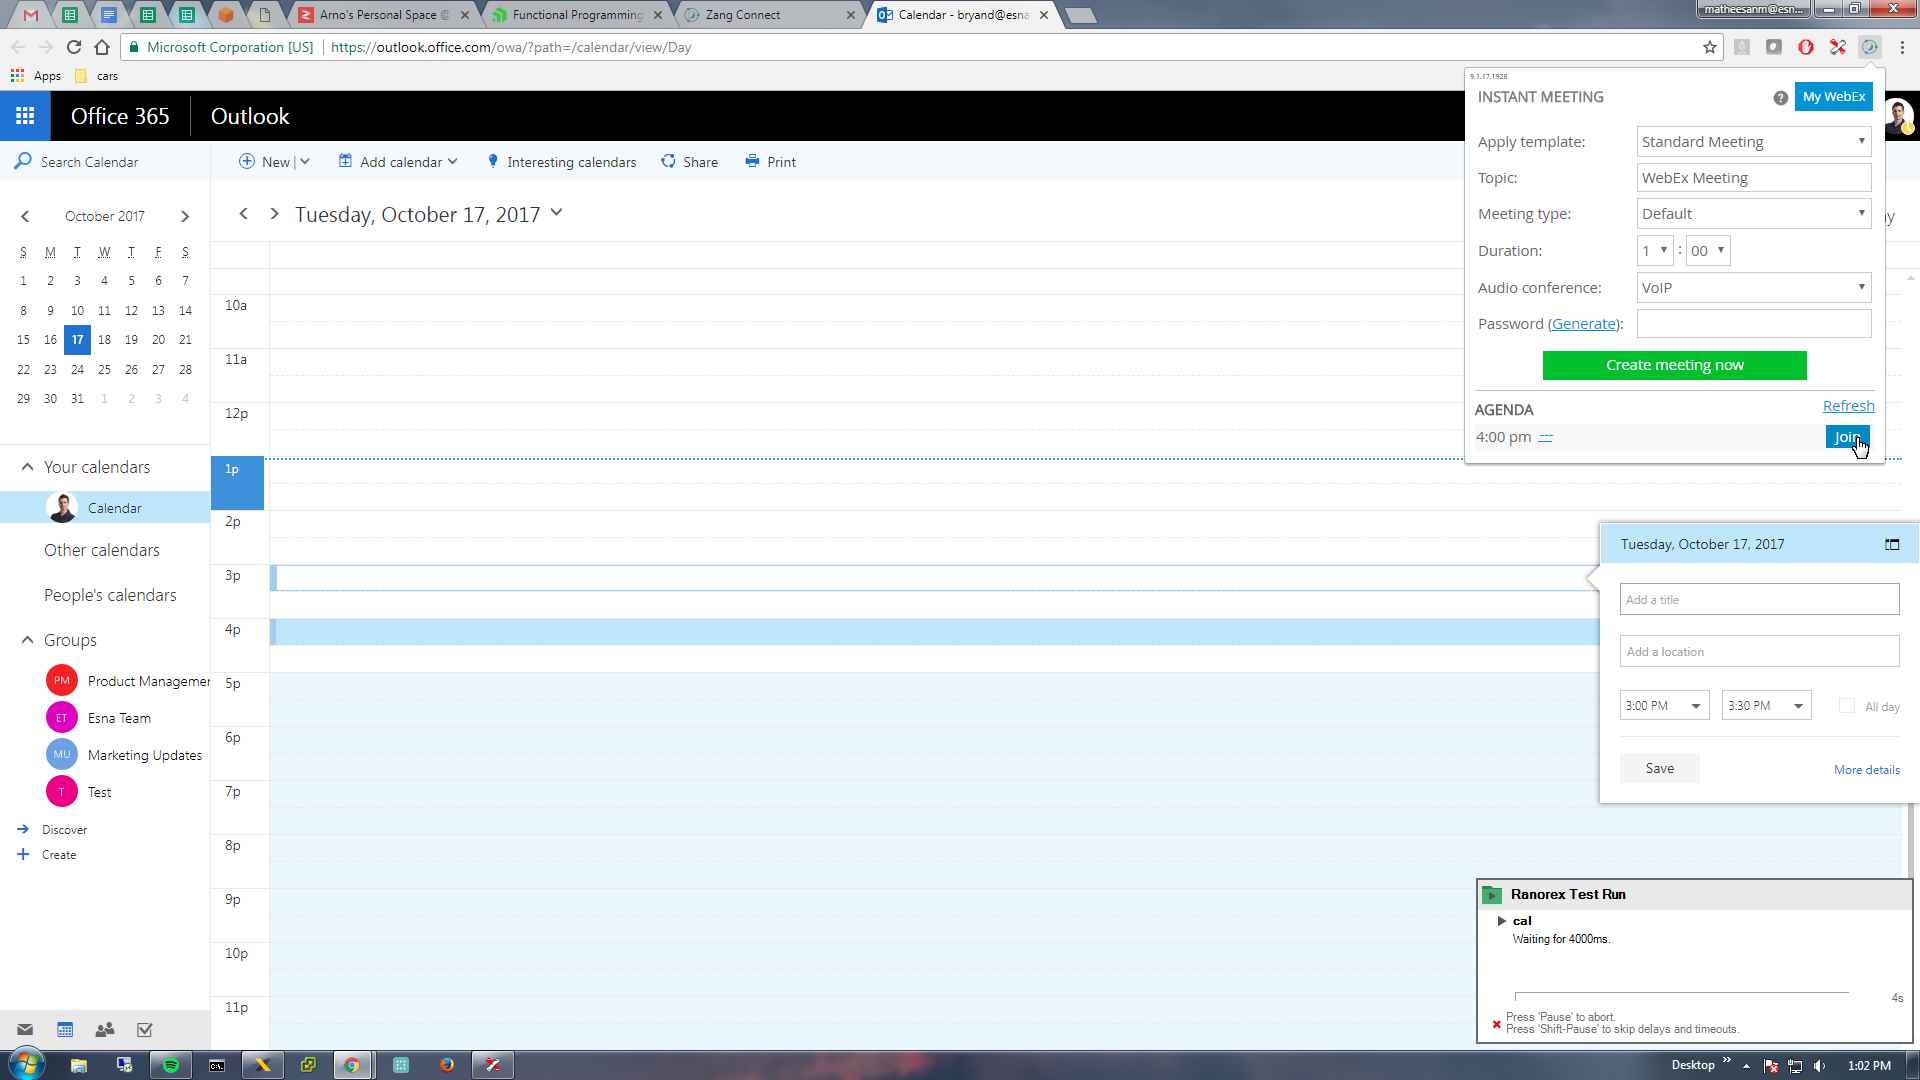 Arno's Personal Space @
Functional Programming
Zang Connect
Calendar - bryand@esna
matheesanm@esn...
Microsoft Corporation [US]
https://outlook.office.com/owa/?path=/calendar/view/Day
Apps
cars
9.1.17.1928
INSTANT MEETING
?
My WebEx
Apply template:
Standard Meeting
Topic:
WebEx Meeting
Meeting type:
Default
Duration:
1 : 00
Audio conference:
VoIP
Password (Generate):
Create meeting now
AGENDA
Refresh
4:00 pm ---
Join
Office 365
Outlook
Search Calendar
New
Add calendar
Interesting calendars
Share
Print
October 2017
S M T W T F S
1 2 3 4 5 6 7
8 9 10 11 12 13 14
15 16 17 18 19 20 21
22 23 24 25 26 27 28
29 30 31 1 2 3 4
Your calendars
Calendar
Other calendars
People's calendars
Groups
PM Product Managemen
ET Esna Team
MU Marketing Updates
T Test
Discover
Create
Tuesday, October 17, 2017
10a
11a
12p
1p
2p
3p
4p
5p
6p
7p
8p
9p
10p
11p
Tuesday, October 17, 2017
Add a title
Add a location
3:00 PM
3:30 PM
All day
Save
More details
Ranorex Test Run
cal
Waiting for 4000ms.
4s
Press 'Pause' to abort.
Press 'Shift-Pause' to skip delays and timeouts.
Desktop
1:02 PM